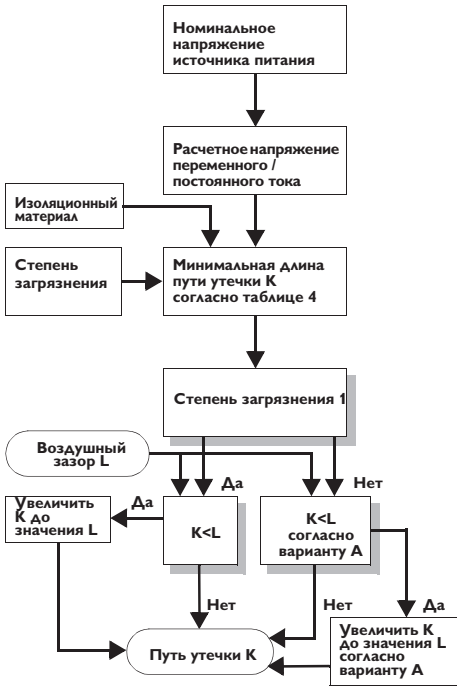 Номинальное
напряжение
источника питания
Расчетное напряжение
переменного /
постоянного тока
Изоляционный
материал
Степень
загрязнения
Минимальная длина
пути утечки К
согласно таблице 4
Степень загрязнения 1
Воздушный
зазор L
Да
Нет
Увеличить
К до
значения L
Да
K<L
K<L
согласно
варианту А
Нет
Нет
Да
Путь утечки К
Увеличить К
до значения L
согласно
варианту А